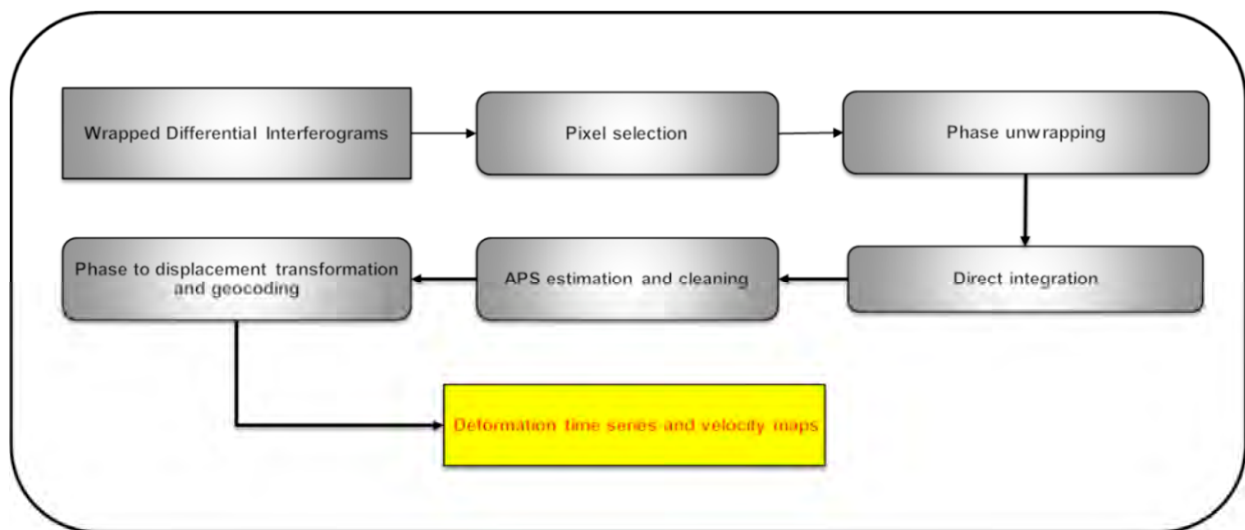 Wrapped Differential Interferograms
Pixel selection
Phase unwrapping
Direct integration
APS estimation and cleaning
Phase to displacement transformation
and geocoding
Deformation time series and velocity maps